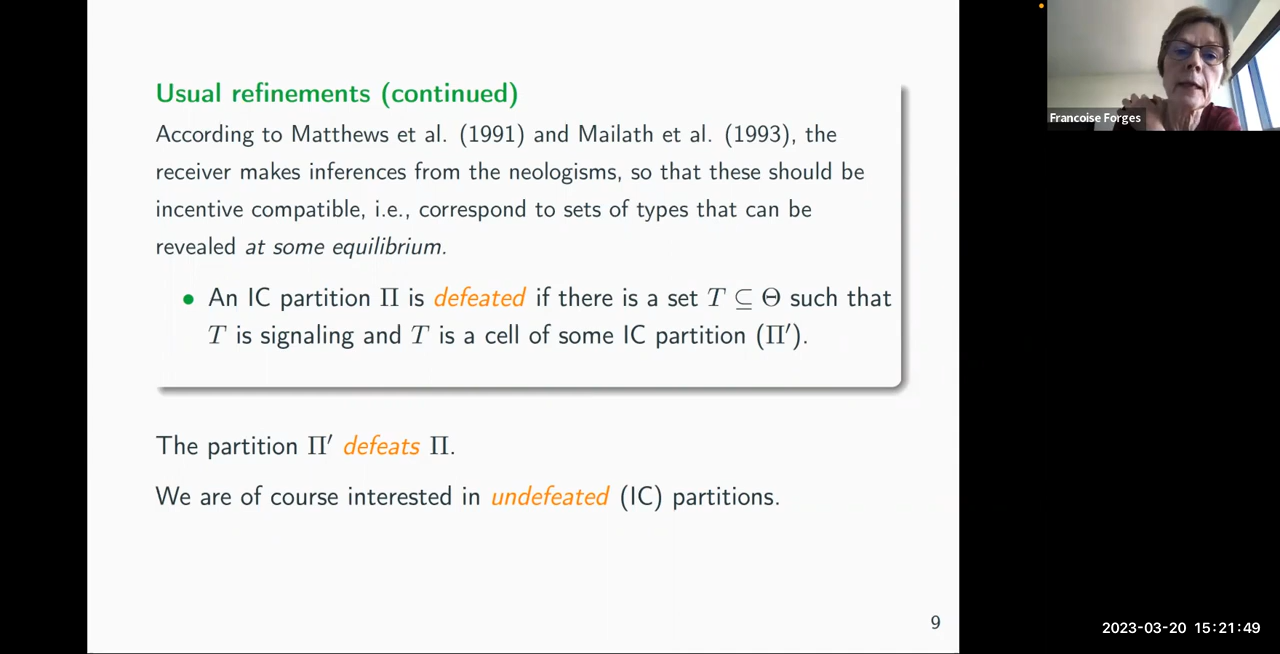 Usual refinements (continued)
According to Matthews et al. (1991) and Mailath et al. (1993), the
receiver makes inferences from the neologisms, so that these should be
incentive compatible, i.e., correspond to sets of types that can be
revealed at some equilibrium.
• An IC partition Π is defeated if there is a set T ⊆ Θ such that
T is signaling and T is a cell of some IC partition (Π′).
The partition Π′ defeats Π.
We are of course interested in undefeated (IC) partitions.
9
Francoise Forges
2023-03-20 15:21:49